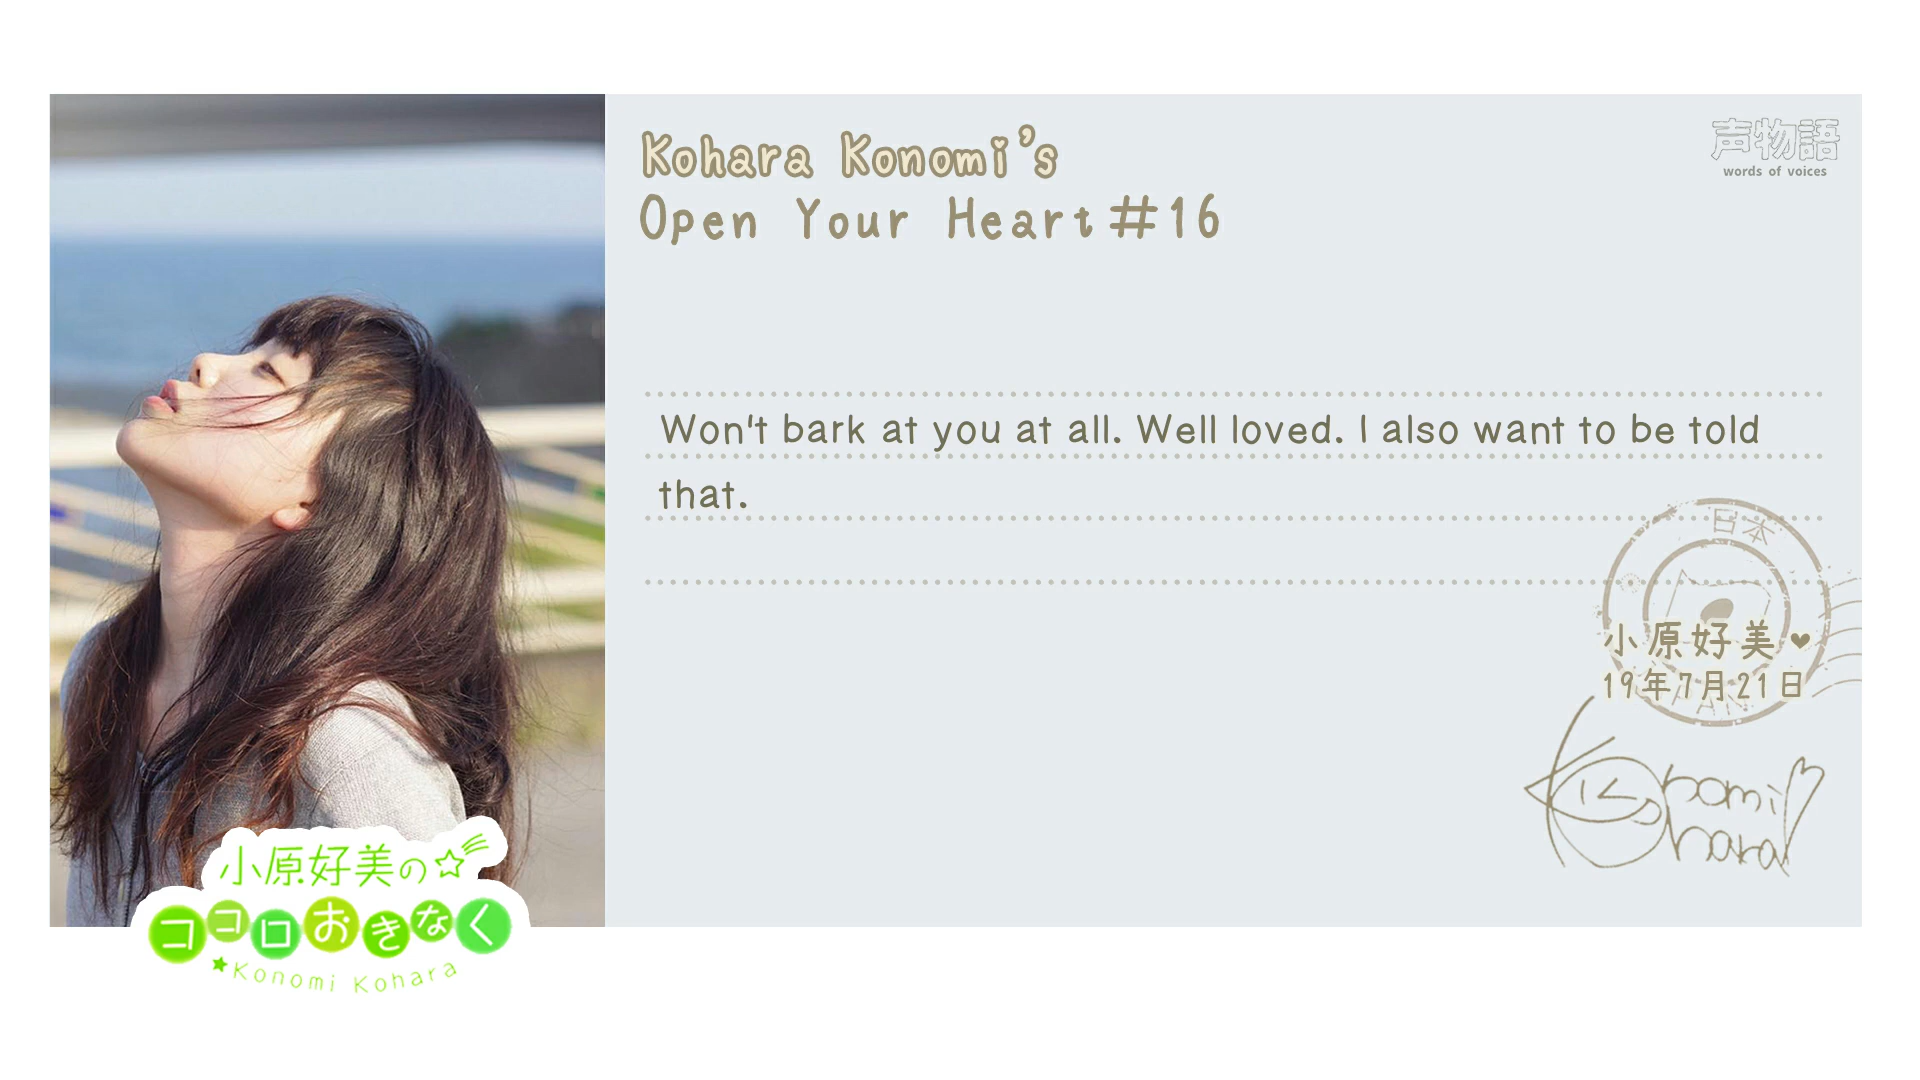 Kohara Konomi's
Open Your Heart#16
声物語
words of voices
Won't bark at you at all. Well loved. I also want to be told
that.
日本
小原好美❤
19年7月21日
JAPAN
Konomi
Kohara
小原好美の☆
ココロおきなく
★Konomi Kohara